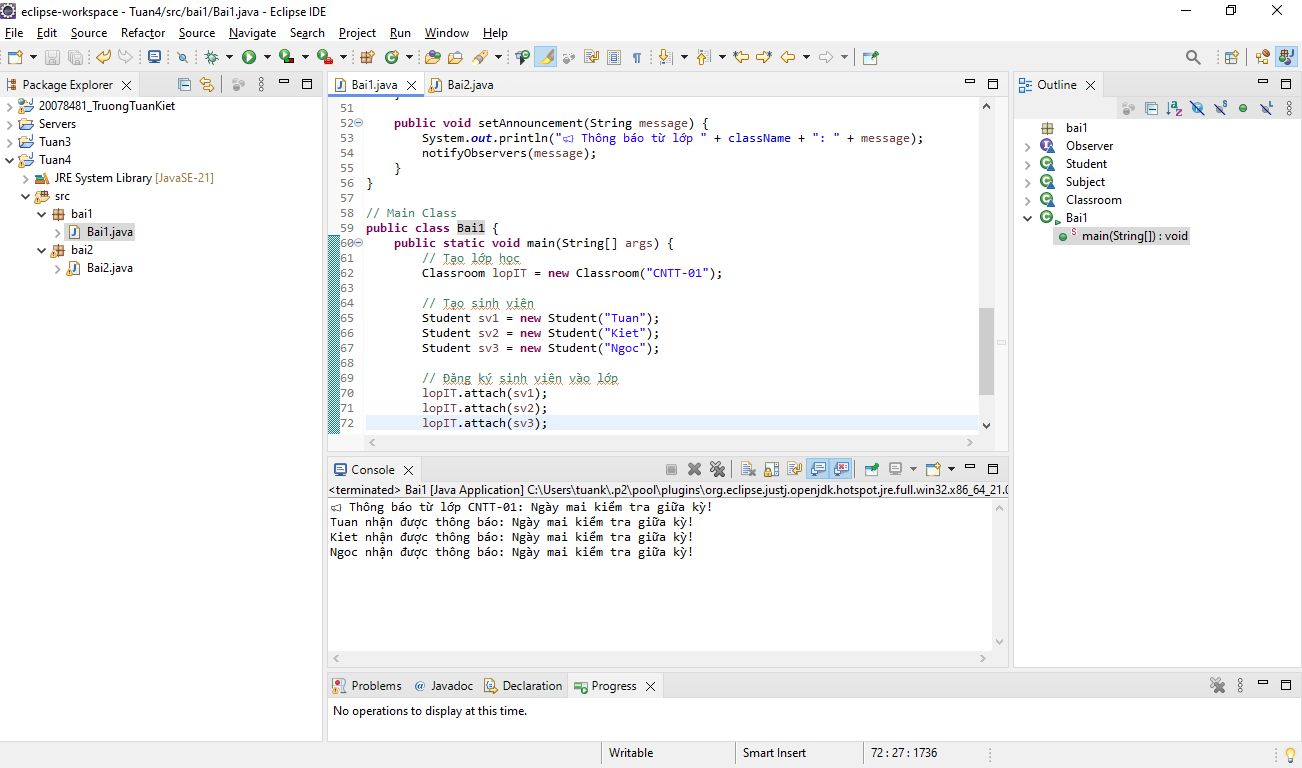 eclipse-workspace - Tuan4/src/bai1/Bai1.java - Eclipse IDE
File Edit Source Refactor Source Navigate Search Project Run Window Help
Package Explorer
20078481_TruongTuanKiet
Servers
Tuan3
Tuan4
JRE System Library [JavaSE-21]
src
bai1
Bai1.java
bai2
Bai2.java
Bai1.java Bai2.java
51
52 public void setAnnouncement(String message) {
53 System.out.println("📢 Thông báo từ lớp " + className + ": " + message);
54 notifyObservers(message);
55 }
56 }
57
58 // Main Class
59 public class Bai1 {
60 public static void main(String[] args) {
61 // Tạo lớp học
62 Classroom lopIT = new Classroom("CNTT-01");
63
64 // Tạo sinh viên
65 Student sv1 = new Student("Tuan");
66 Student sv2 = new Student("Kiet");
67 Student sv3 = new Student("Ngoc");
68
69 // Đăng ký sinh viên vào lớp
70 lopIT.attach(sv1);
71 lopIT.attach(sv2);
72 lopIT.attach(sv3);
Outline
bai1
Observer
Student
Subject
Classroom
Bai1
main(String[]) : void
Console
<terminated> Bai1 [Java Application] C:\Users\tuank\.p2\pool\plugins\org.eclipse.justj.openjdk.hotspot.jre.full.win32.x86_64_21.0
📢 Thông báo từ lớp CNTT-01: Ngày mai kiểm tra giữa kỳ!
Tuan nhận được thông báo: Ngày mai kiểm tra giữa kỳ!
Kiet nhận được thông báo: Ngày mai kiểm tra giữa kỳ!
Ngoc nhận được thông báo: Ngày mai kiểm tra giữa kỳ!
Problems Javadoc Declaration Progress
No operations to display at this time.
Writable Smart Insert 72 : 27 : 1736